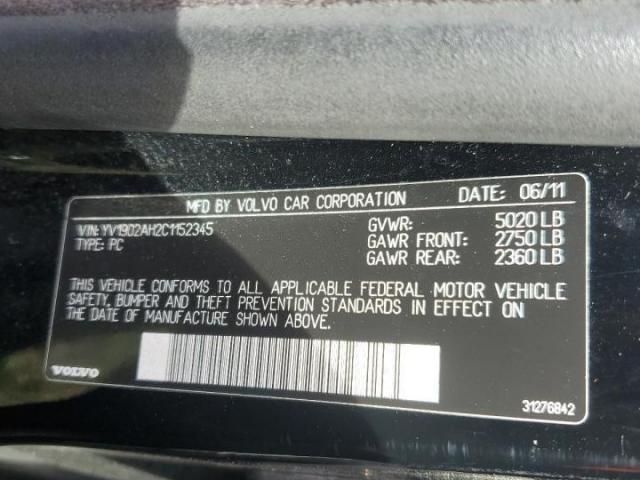 MFD BY VOLVO CAR CORPORATION DATE: 06/11
VIN: YV1902AH2C1152345
TYPE: PC
GVWR: 5020 LB
GAWR FRONT: 2750 LB
GAWR REAR: 2360 LB
THIS VEHICLE CONFORMS TO ALL APPLICABLE FEDERAL MOTOR VEHICLE
SAFETY, BUMPER AND THEFT PREVENTION STANDARDS IN EFFECT ON
THE DATE OF MANUFACTURE SHOWN ABOVE.
VOLVO
31276842